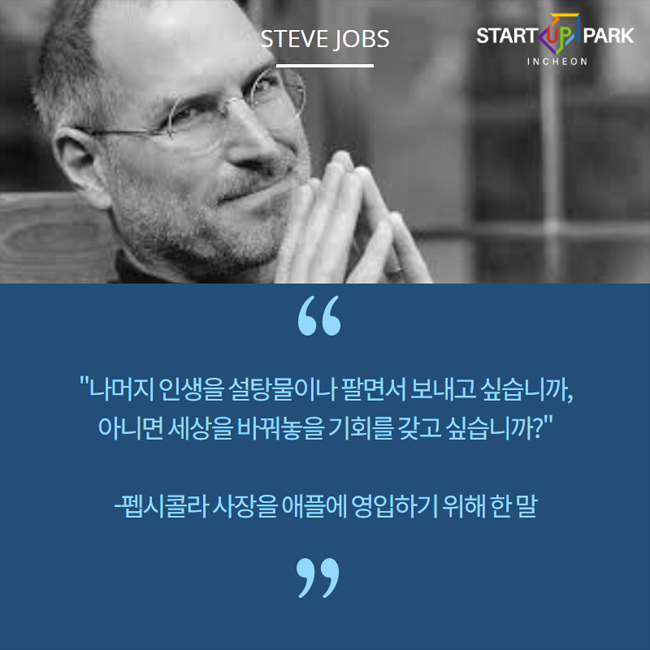 STEVE JOBS
START UP PARK
INCHEON
"나머지 인생을 설탕물이나 팔면서 보내고 싶습니까,
아니면 세상을 바꿔놓을 기회를 갖고 싶습니까?"
-펩시콜라 사장을 애플에 영입하기 위해 한 말